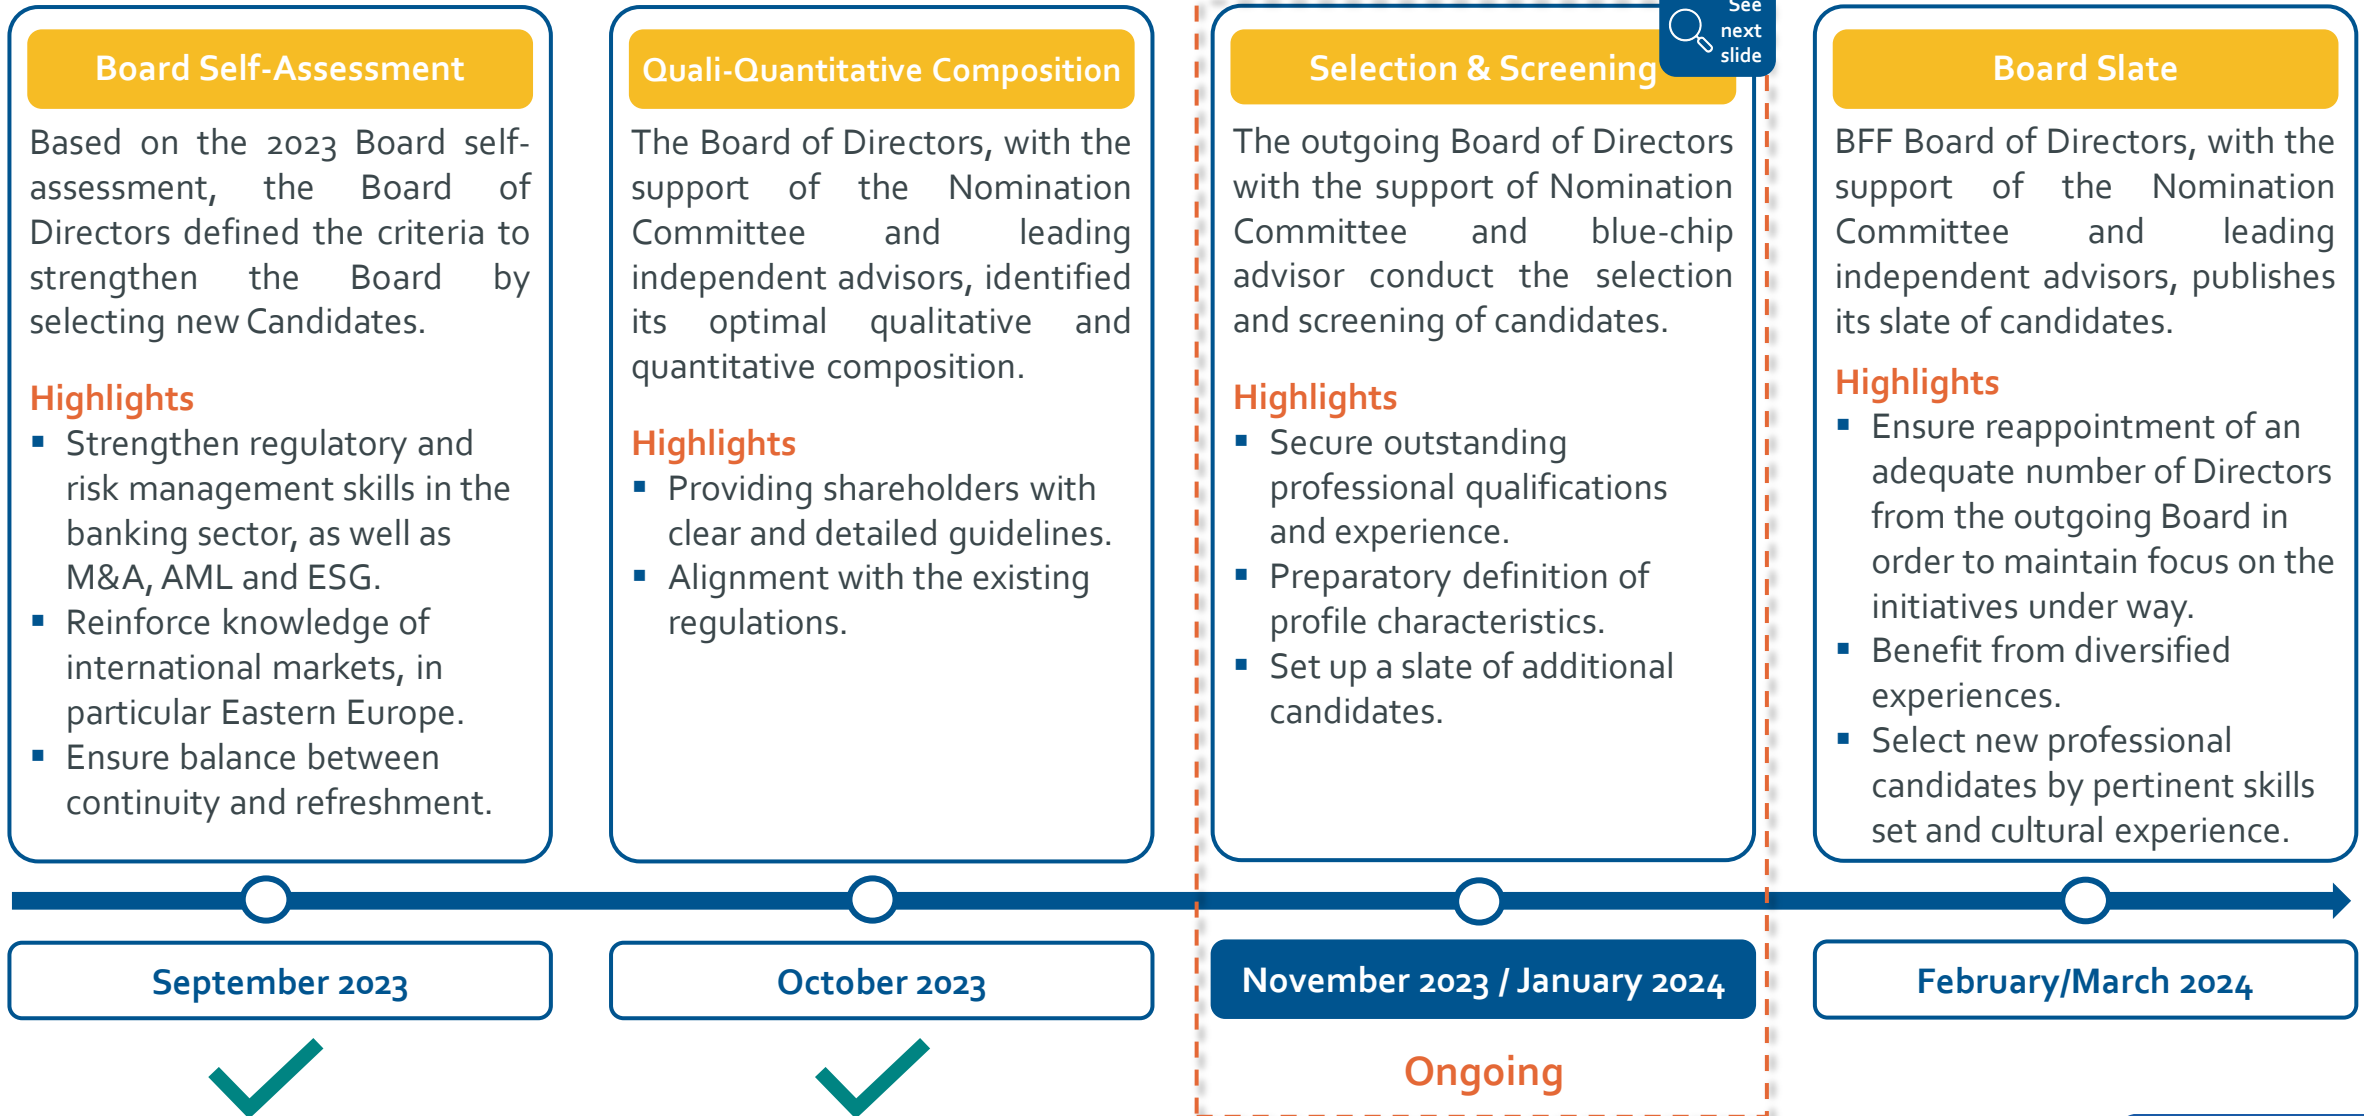 Board Self-Assessment
Based on the 2023 Board self-
assessment, the Board of
Directors defined the criteria to
strengthen the Board by
selecting new Candidates.
Highlights
▪ Strengthen regulatory and
risk management skills in the
banking sector, as well as
M&A, AML and ESG.
▪ Reinforce knowledge of
international markets, in
particular Eastern Europe.
▪ Ensure balance between
continuity and refreshment.
September 2023
Quali-Quantitative Composition
The Board of Directors, with the
support of the Nomination
Committee and leading
independent advisors, identified
its optimal qualitative and
quantitative composition.
Highlights
▪ Providing shareholders with
clear and detailed guidelines.
▪ Alignment with the existing
regulations.
October 2023
See
next
slide
Selection & Screening
The outgoing Board of Directors
with the support of Nomination
Committee and blue-chip
advisor conduct the selection
and screening of candidates.
Highlights
▪ Secure outstanding
professional qualifications
and experience.
▪ Preparatory definition of
profile characteristics.
▪ Set up a slate of additional
candidates.
November 2023 / January 2024
Ongoing
Board Slate
BFF Board of Directors, with the
support of the Nomination
Committee and leading
independent advisors, publishes
its slate of candidates.
Highlights
▪ Ensure reappointment of an
adequate number of Directors
from the outgoing Board in
order to maintain focus on the
initiatives under way.
▪ Benefit from diversified
experiences.
▪ Select new professional
candidates by pertinent skills
set and cultural experience.
February/March 2024